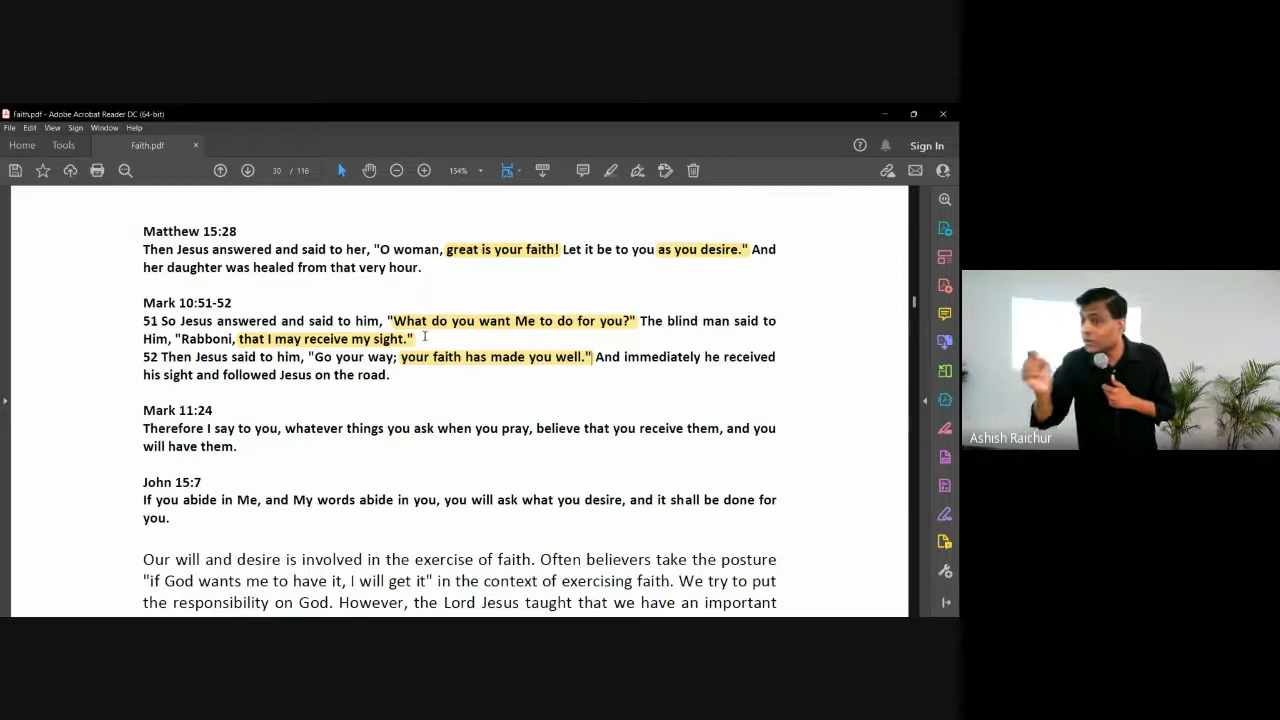 Faith.pdf - Adobe Acrobat Reader DC (64-bit)
File Edit View Sign Window Help
Home Tools Faith.pdf × Sign In
30 / 116 154%
Matthew 15:28
Then Jesus answered and said to her, "O woman, great is your faith! Let it be to you as you desire." And
her daughter was healed from that very hour.
Mark 10:51-52
51 So Jesus answered and said to him, "What do you want Me to do for you?" The blind man said to
Him, "Rabboni, that I may receive my sight."
52 Then Jesus said to him, "Go your way; your faith has made you well." And immediately he received
his sight and followed Jesus on the road.
Mark 11:24
Therefore I say to you, whatever things you ask when you pray, believe that you receive them, and you
will have them.
John 15:7
If you abide in Me, and My words abide in you, you will ask what you desire, and it shall be done for
you.
Our will and desire is involved in the exercise of faith. Often believers take the posture
"if God wants me to have it, I will get it" in the context of exercising faith. We try to put
the responsibility on God. However, the Lord Jesus taught that we have an important
Ashish Raichur